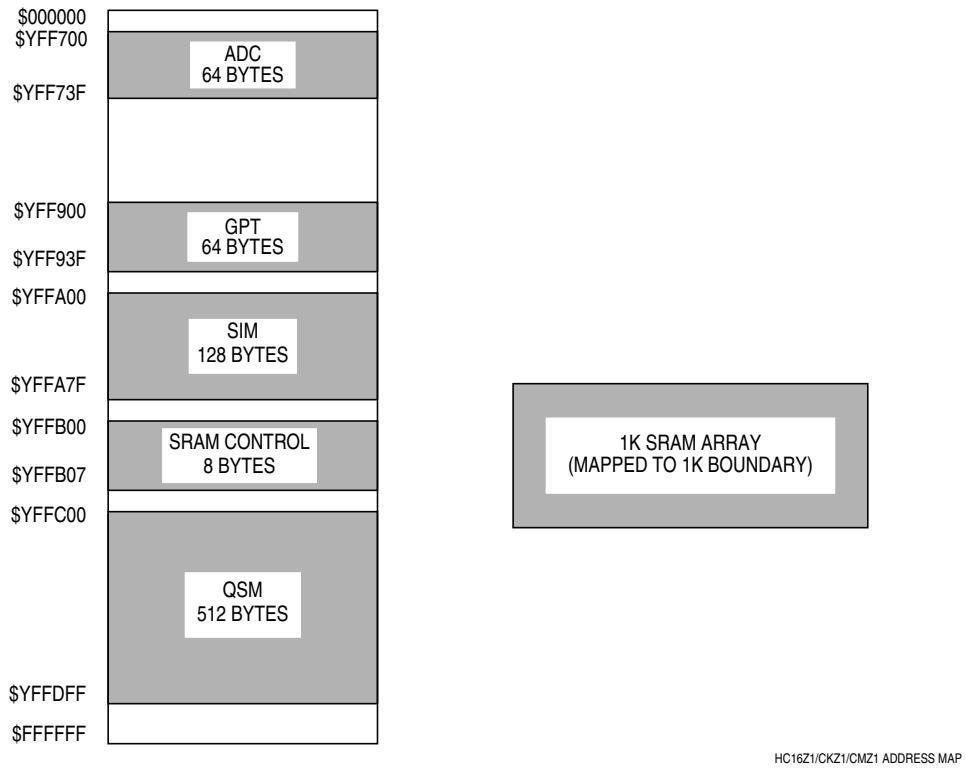 $000000
$YFF700
ADC
64 BYTES
$YFF73F
$YFF900
GPT
64 BYTES
$YFF93F
$YFFA00
SIM
128 BYTES
$YFFA7F
$YFFB00
SRAM CONTROL
8 BYTES
$YFFB07
$YFFC00
QSM
512 BYTES
$YFFDFF
$FFFFFF
1K SRAM ARRAY
(MAPPED TO 1K BOUNDARY)
HC16Z1/CKZ1/CMZ1 ADDRESS MAP